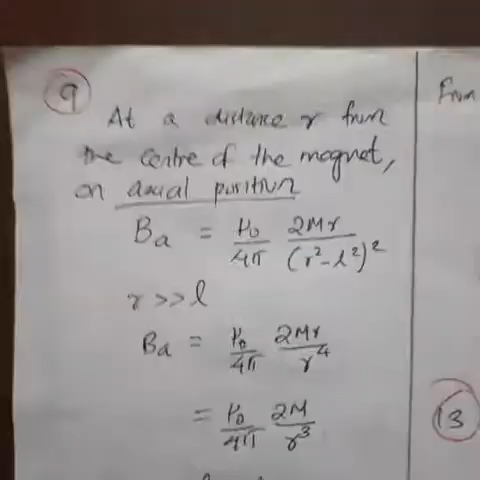 9
At a distance r from
the centre of the magnet,
on axial position
Ba = μ0/4π 2Mr/(r²-l²)²
r >> l
Ba = μ0/4π 2Mr/r⁴
= μ0/4π 2M/r³
From
13